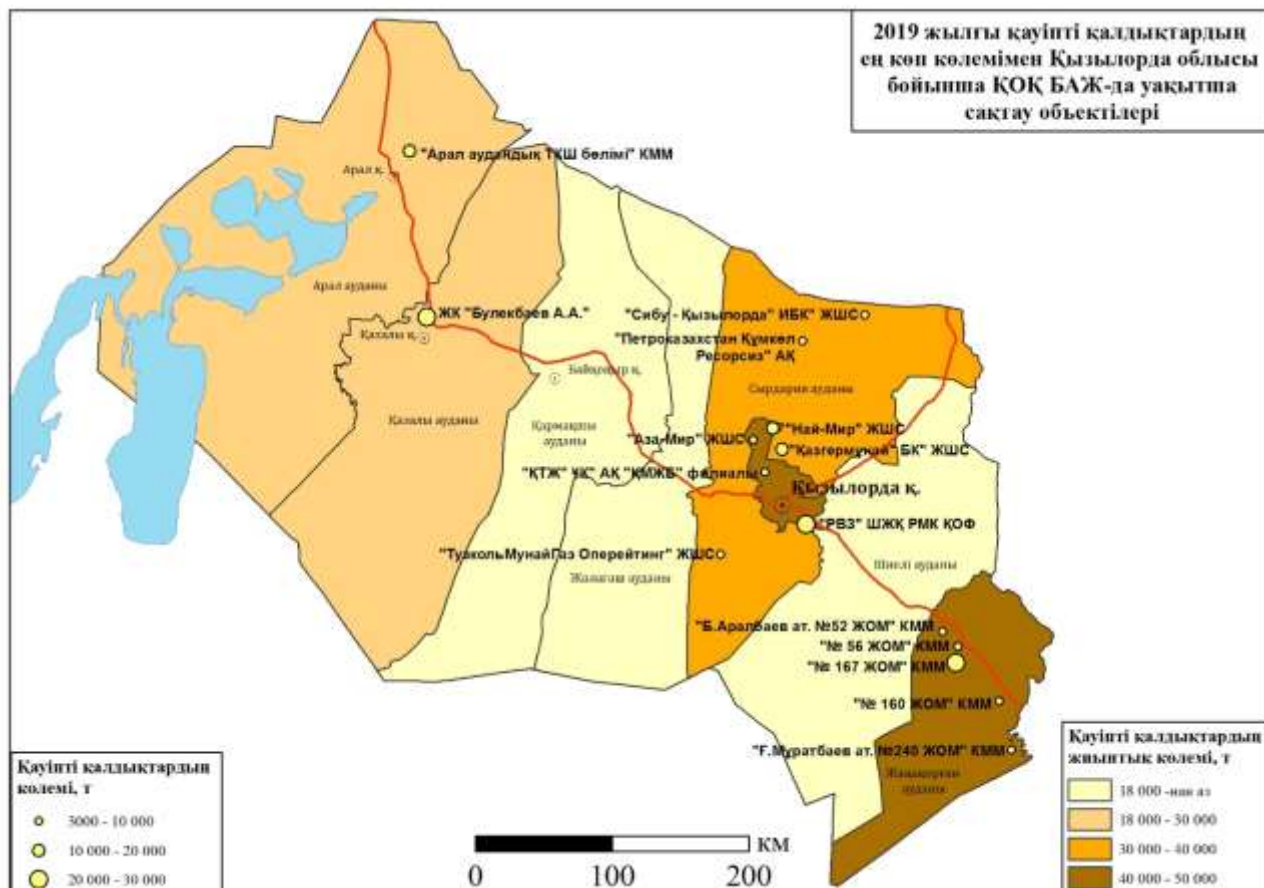 2019 жылғы қауіпті қалдықтардың
ең көп көлемімен Қызылорда облысы
бойынша ҚОҚ БАЖ-да уақытша
сақтау объектілері
"Арал аудандық ТКШ бөлімі" КММ
Арал қ.
Арал ауданы
ЖК "Булекбаев А.А."
Қазалы қ.
Байқоңыр қ.
Қазалы ауданы
Қармақшы
ауданы
"Сибу - Қызылорда" ИБК" ЖШС
"Петроказахстан Құмкөл
Ресорсиз" АҚ
Сырдария ауданы
"Най-Мир" ЖШС
"Аза-Мир" ЖШС
"Қазгермұнай" БК" ЖШС
"ҚТЖ" ҰК" АҚ "ҚМЖБ" филиалы
Қызылорда қ.
"РВЗ" ШЖҚ РМК ҚОФ
"ТузкольМунайГаз Оперейтинг" ЖШС
Жалағаш ауданы
Шиелі ауданы
"Б.Аралбаев ат. №52 ЖОМ" КММ
"№ 56 ЖОМ" КММ
"№ 167 ЖОМ" КММ
"№ 160 ЖОМ" КММ
"Ғ.Мұратбаев ат. №248 ЖОМ" КММ
Жаңақорған
ауданы
Қауіпті қалдықтардың
көлемі, т
3000 - 10 000
10 000 - 20 000
20 000 - 30 000
КМ
0 100 200
Қауіпті қалдықтардың
жиынтық көлемі, т
18 000 -нан аз
18 000 - 30 000
30 000 - 40 000
40 000 - 50 000